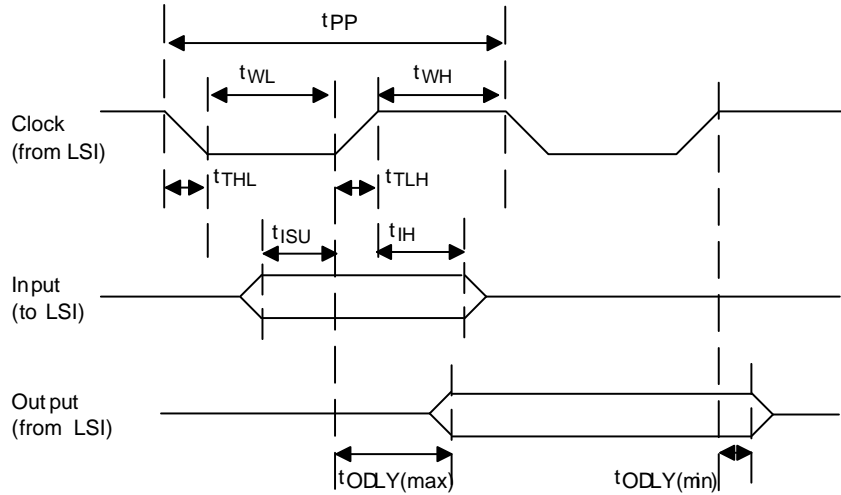 tPP
tWL
tWH
Clock
(from LSI)
tTHL
tTLH
tISU
tIH
Input
(to LSI)
Output
(from LSI)
tODLY(max)
tODLY(min)